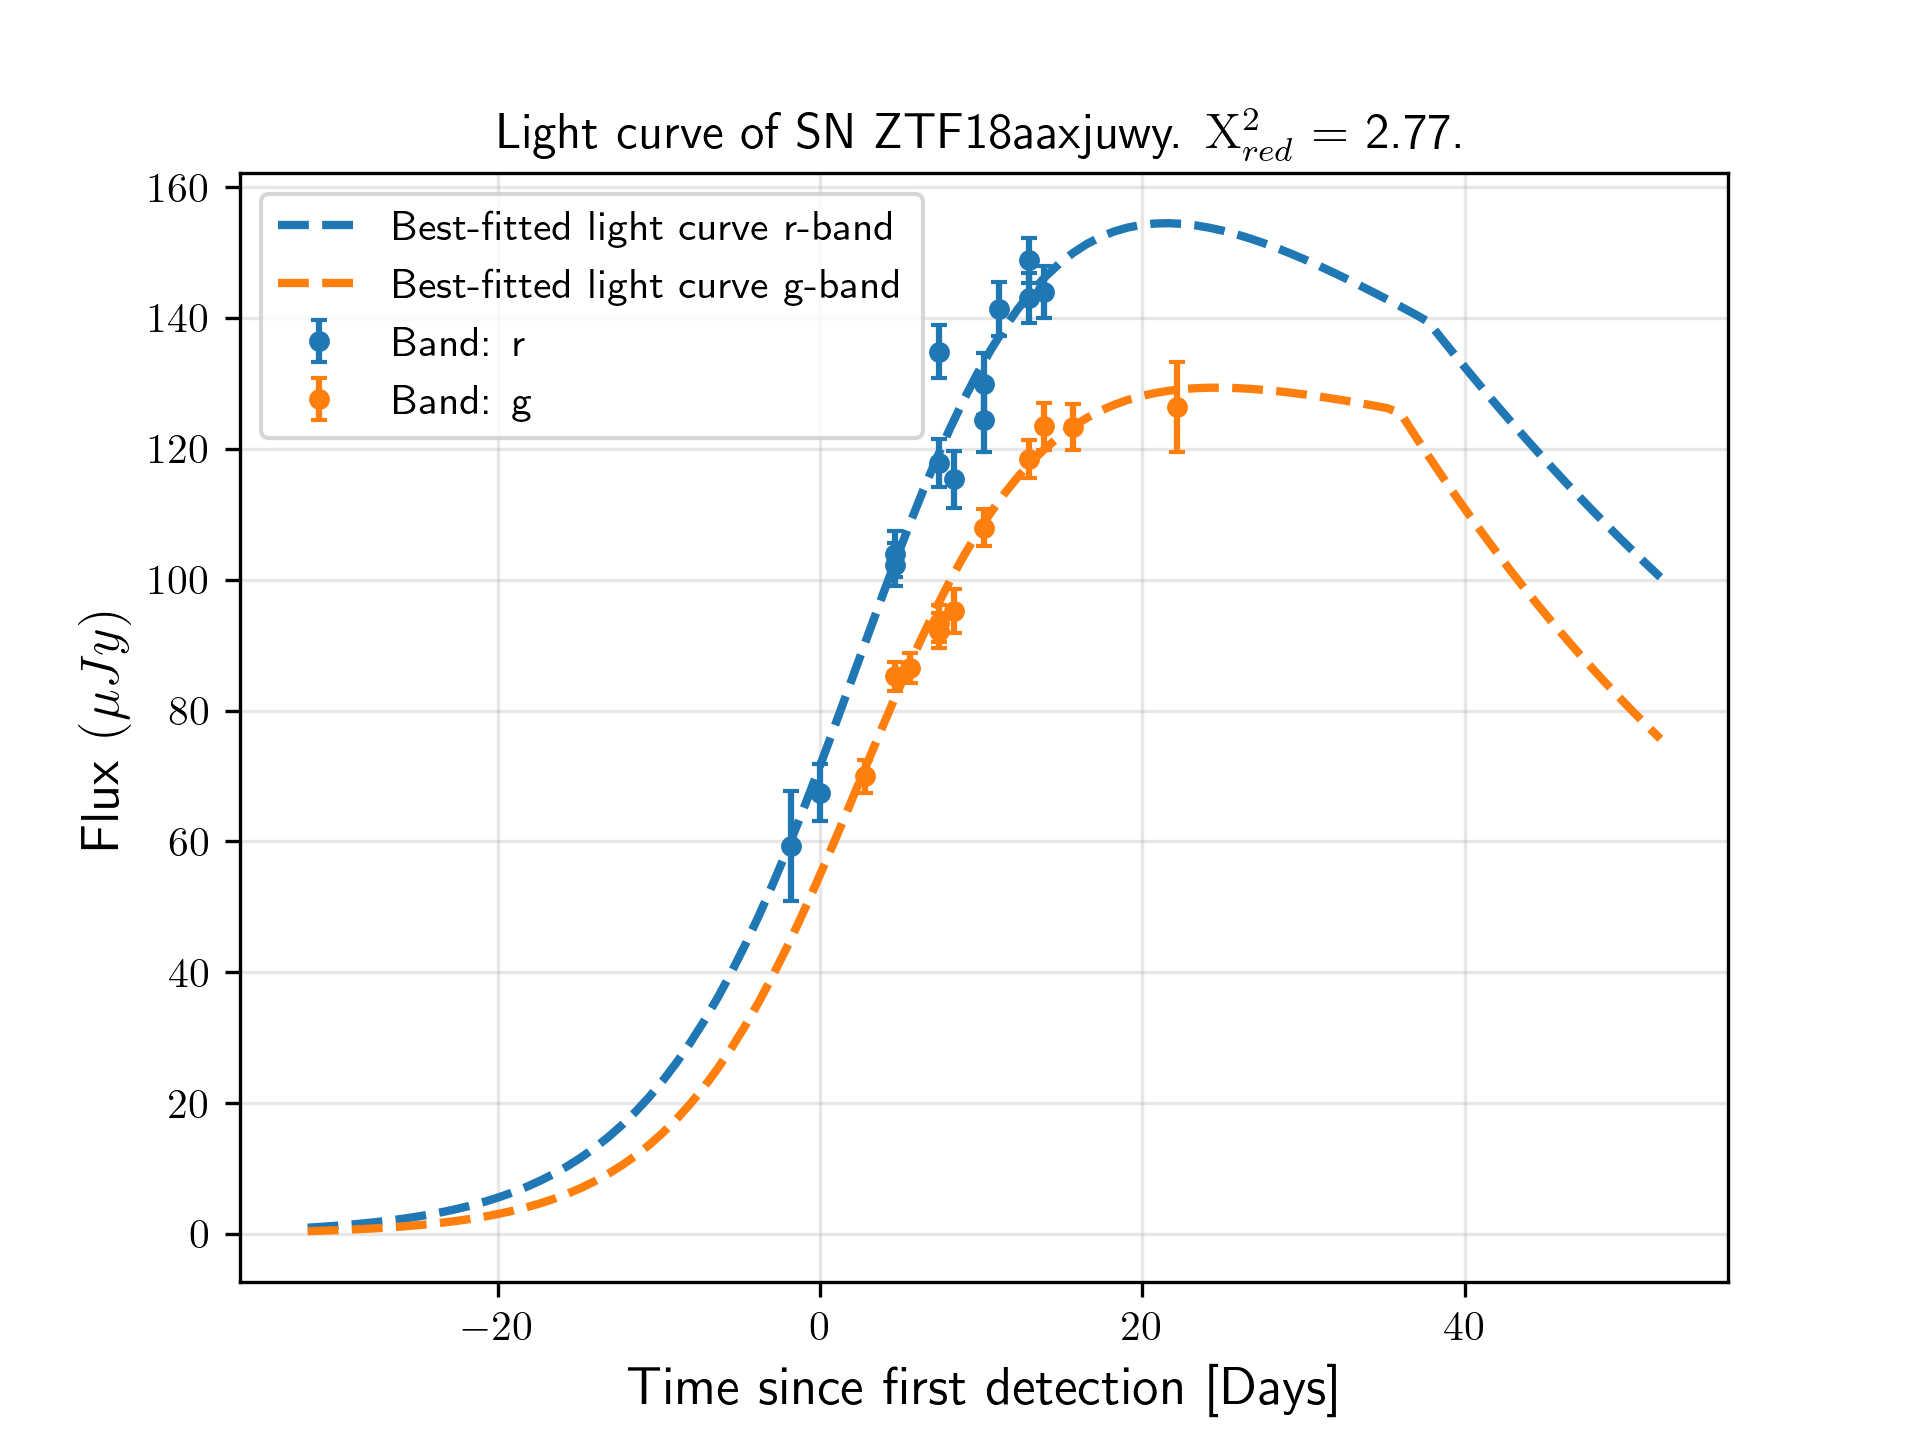 Light curve of SN ZTF18aaxjuwy. X²_red = 2.77.
160
140
120
100
80
60
40
20
0
Flux (μJy)
Best-fitted light curve r-band
Best-fitted light curve g-band
Band: r
Band: g
−20 0 20 40
Time since first detection [Days]